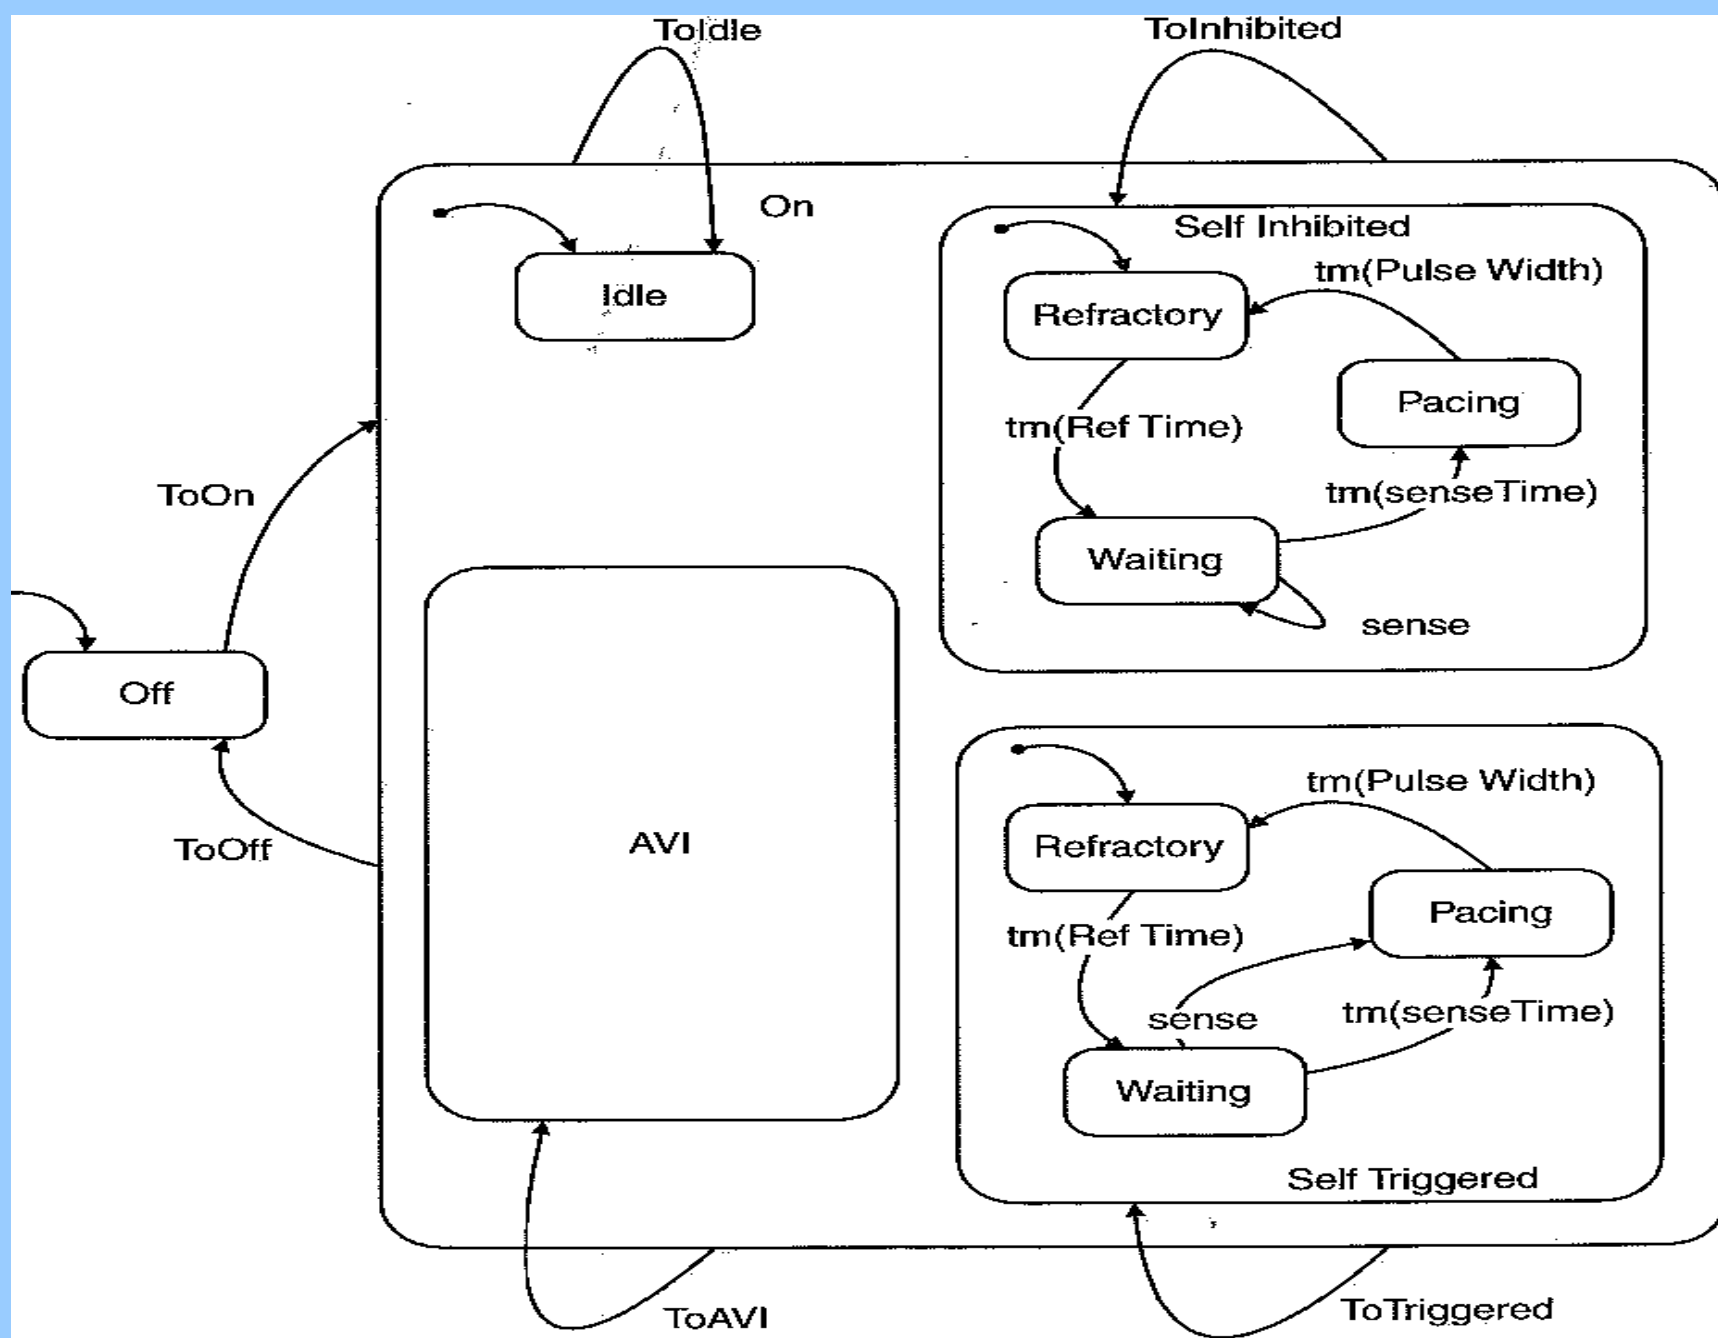 ToIdle
ToInhibited
On
Self Inhibited
Idle
tm(Pulse Width)
Refractory
Pacing
tm(Ref Time)
tm(senseTime)
ToOn
Waiting
sense
Off
ToOff
AVI
tm(Pulse Width)
Refractory
Pacing
tm(Ref Time)
sense
tm(senseTime)
Waiting
Self Triggered
ToAVI
ToTriggered